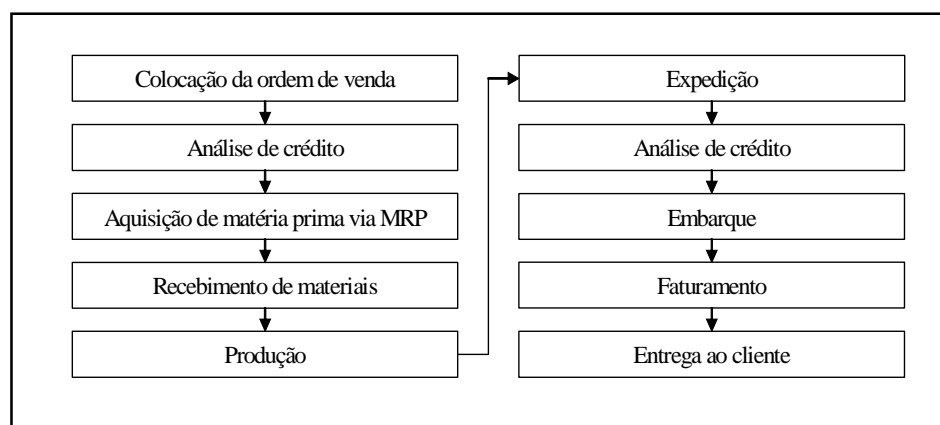 Colocação da ordem de venda
Análise de crédito
Aquisição de matéria prima via MRP
Recebimento de materiais
Produção
Expedição
Análise de crédito
Embarque
Faturamento
Entrega ao cliente